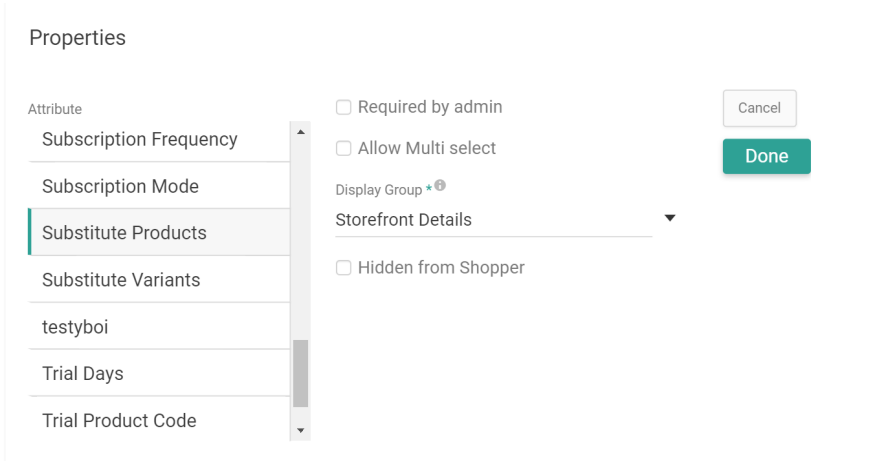 Properties
Attribute
Subscription Frequency
Subscription Mode
Substitute Products
Substitute Variants
testyboi
Trial Days
Trial Product Code
Required by admin
Allow Multi select
Display Group *
Storefront Details
Hidden from Shopper
Cancel
Done